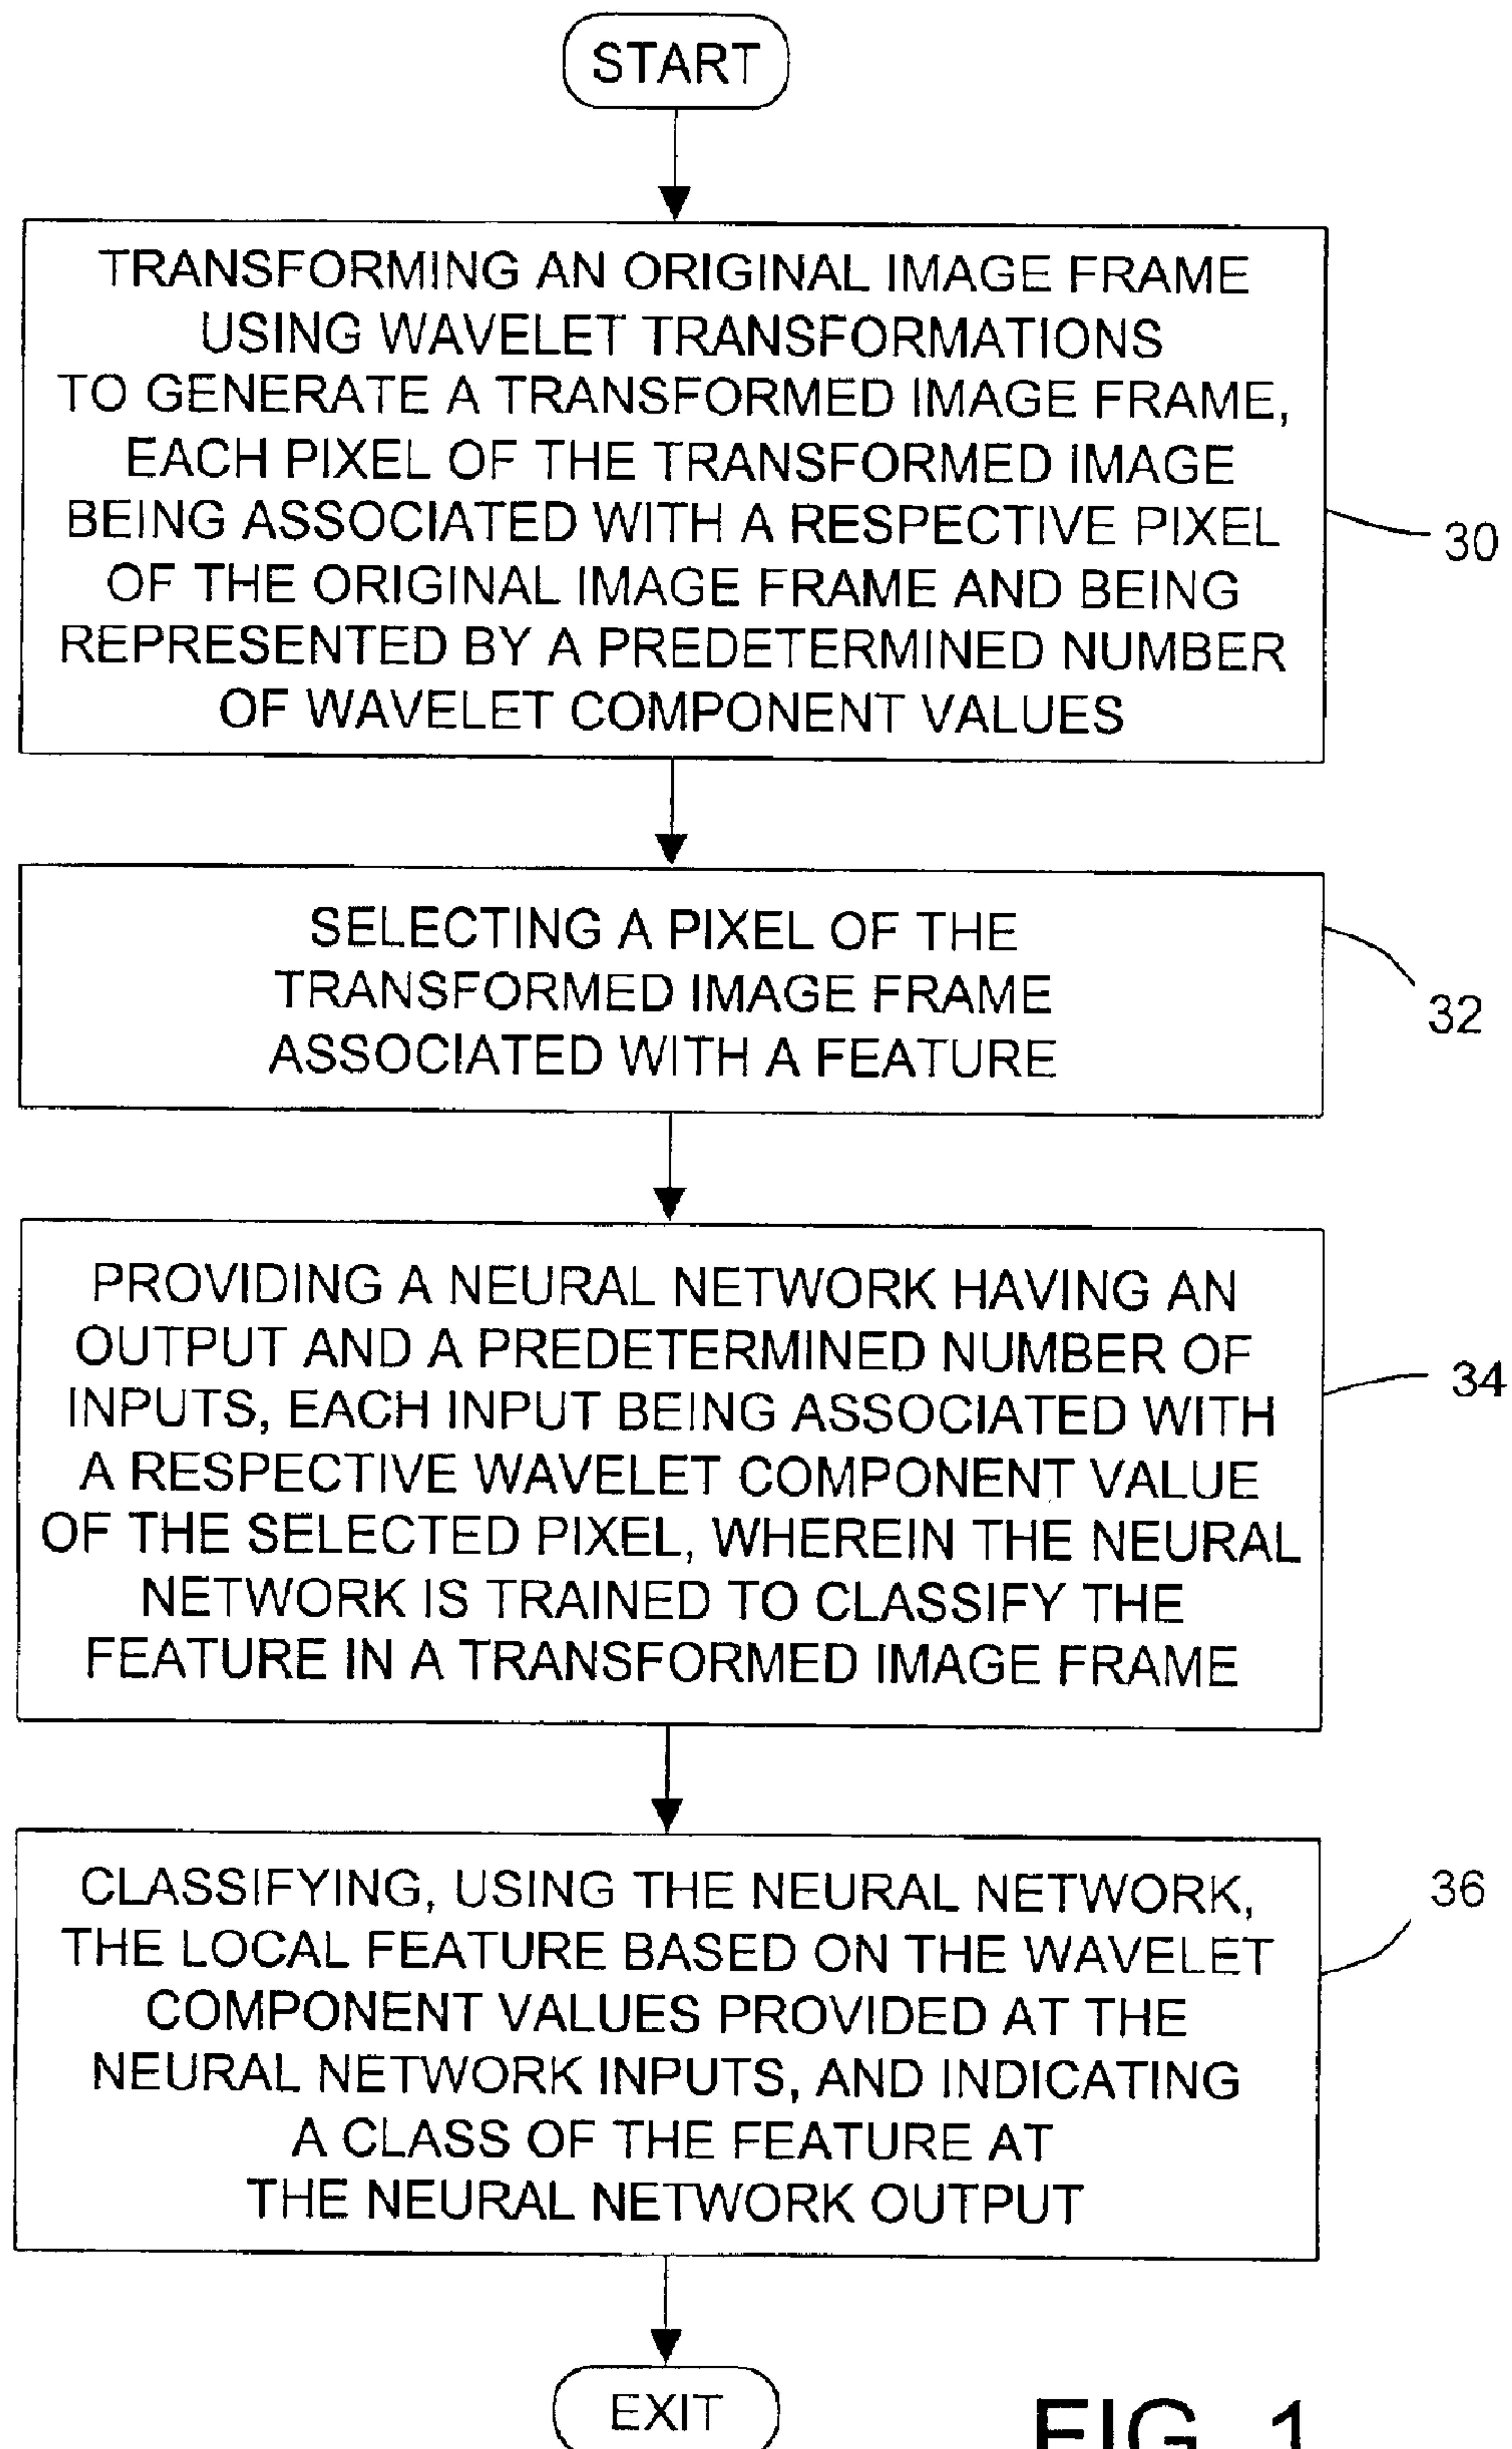 START
TRANSFORMING AN ORIGINAL IMAGE FRAME
USING WAVELET TRANSFORMATIONS
TO GENERATE A TRANSFORMED IMAGE FRAME,
EACH PIXEL OF THE TRANSFORMED IMAGE
BEING ASSOCIATED WITH A RESPECTIVE PIXEL
OF THE ORIGINAL IMAGE FRAME AND BEING
REPRESENTED BY A PREDETERMINED NUMBER
OF WAVELET COMPONENT VALUES
30
SELECTING A PIXEL OF THE
TRANSFORMED IMAGE FRAME
ASSOCIATED WITH A FEATURE
32
PROVIDING A NEURAL NETWORK HAVING AN
OUTPUT AND A PREDETERMINED NUMBER OF
INPUTS, EACH INPUT BEING ASSOCIATED WITH
A RESPECTIVE WAVELET COMPONENT VALUE
OF THE SELECTED PIXEL, WHEREIN THE NEURAL
NETWORK IS TRAINED TO CLASSIFY THE
FEATURE IN A TRANSFORMED IMAGE FRAME
34
CLASSIFYING, USING THE NEURAL NETWORK,
THE LOCAL FEATURE BASED ON THE WAVELET
COMPONENT VALUES PROVIDED AT THE
NEURAL NETWORK INPUTS, AND INDICATING
A CLASS OF THE FEATURE AT
THE NEURAL NETWORK OUTPUT
36
EXIT
FIG. 1